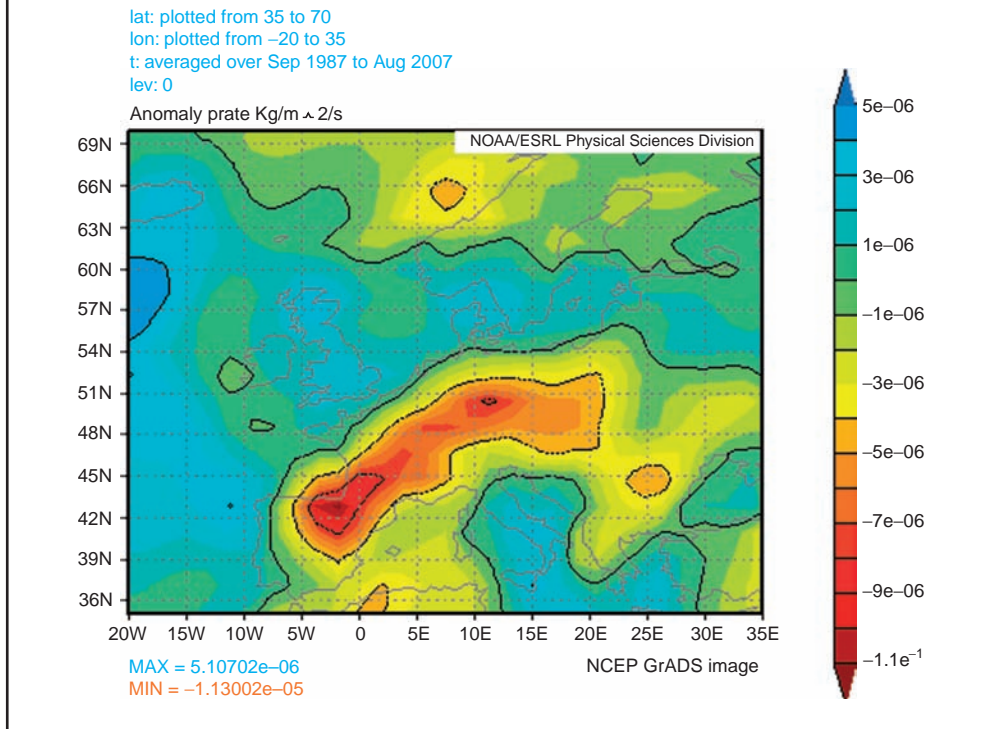 lat: plotted from 35 to 70
lon: plotted from −20 to 35
t: averaged over Sep 1987 to Aug 2007
lev: 0
Anomaly prate Kg/m ^ 2/s
NOAA/ESRL Physical Sciences Division
69N
66N
63N
60N
57N
54N
51N
48N
45N
42N
39N
36N
20W 15W 10W 5W 0 5E 10E 15E 20E 25E 30E 35E
5e−06
3e−06
1e−06
−1e−06
−3e−06
−5e−06
−7e−06
−9e−06
−1.1e⁻¹
MAX = 5.10702e−06
MIN = −1.13002e−05
NCEP GrADS image